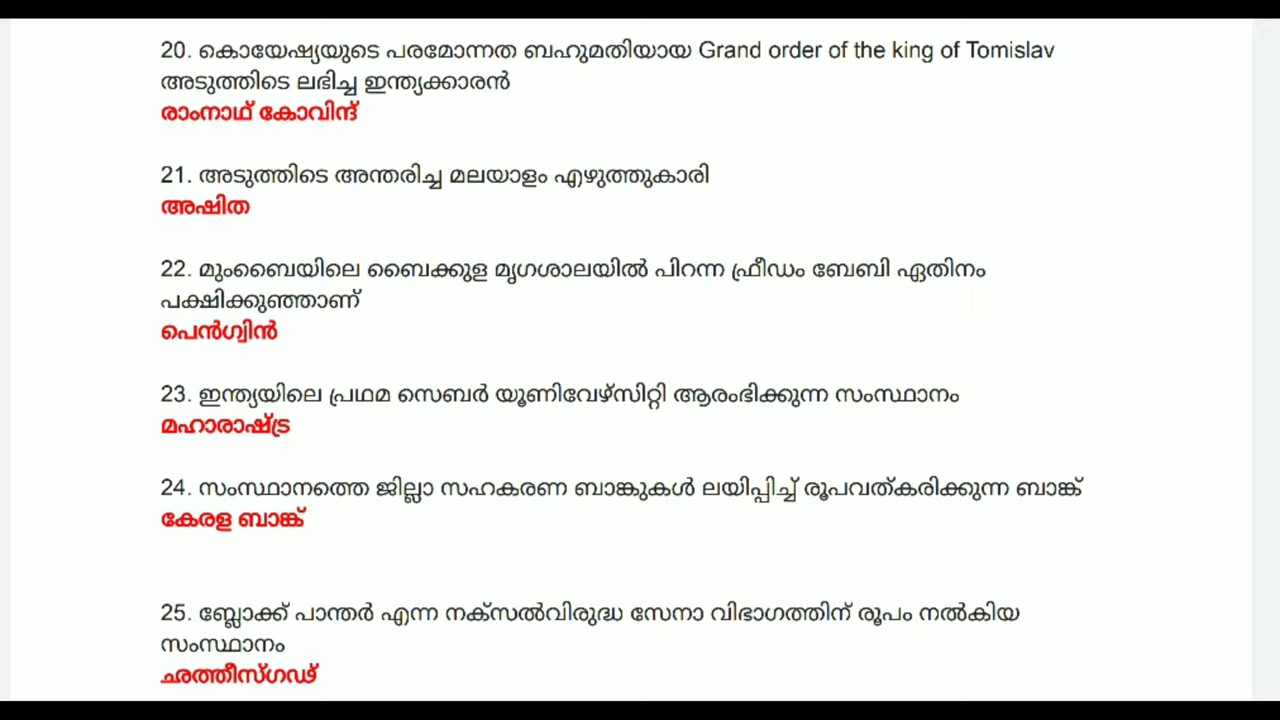 20. കൊയേഷ്യയുടെ പരമോന്നത ബഹുമതിയായ Grand order of the king of Tomislav
അടുത്തിടെ ലഭിച്ച ഇന്ത്യക്കാരൻ
രാംനാഥ് കോവിന്ദ്
21. അടുത്തിടെ അന്തരിച്ച മലയാളം എഴുത്തുകാരി
അഷിത
22. മുംബൈയിലെ ബൈക്കുള മൃഗശാലയിൽ പിറന്ന ഫ്രീഡം ബേബി ഏതിനം
പക്ഷിക്കുഞ്ഞാണ്
പെൻഗ്വിൻ
23. ഇന്ത്യയിലെ പ്രഥമ സെബർ യൂണിവേഴ്സിറ്റി ആരംഭിക്കുന്ന സംസ്ഥാനം
മഹാരാഷ്ട്ര
24. സംസ്ഥാനത്തെ ജില്ലാ സഹകരണ ബാങ്കുകൾ ലയിപ്പിച്ച് രൂപവത്കരിക്കുന്ന ബാങ്ക്
കേരള ബാങ്ക്
25. ബ്ലോക്ക് പാന്തർ എന്ന നക്സൽവിരുദ്ധ സേനാ വിഭാഗത്തിന് രൂപം നൽകിയ
സംസ്ഥാനം
ഛത്തീസ്ഗഢ്